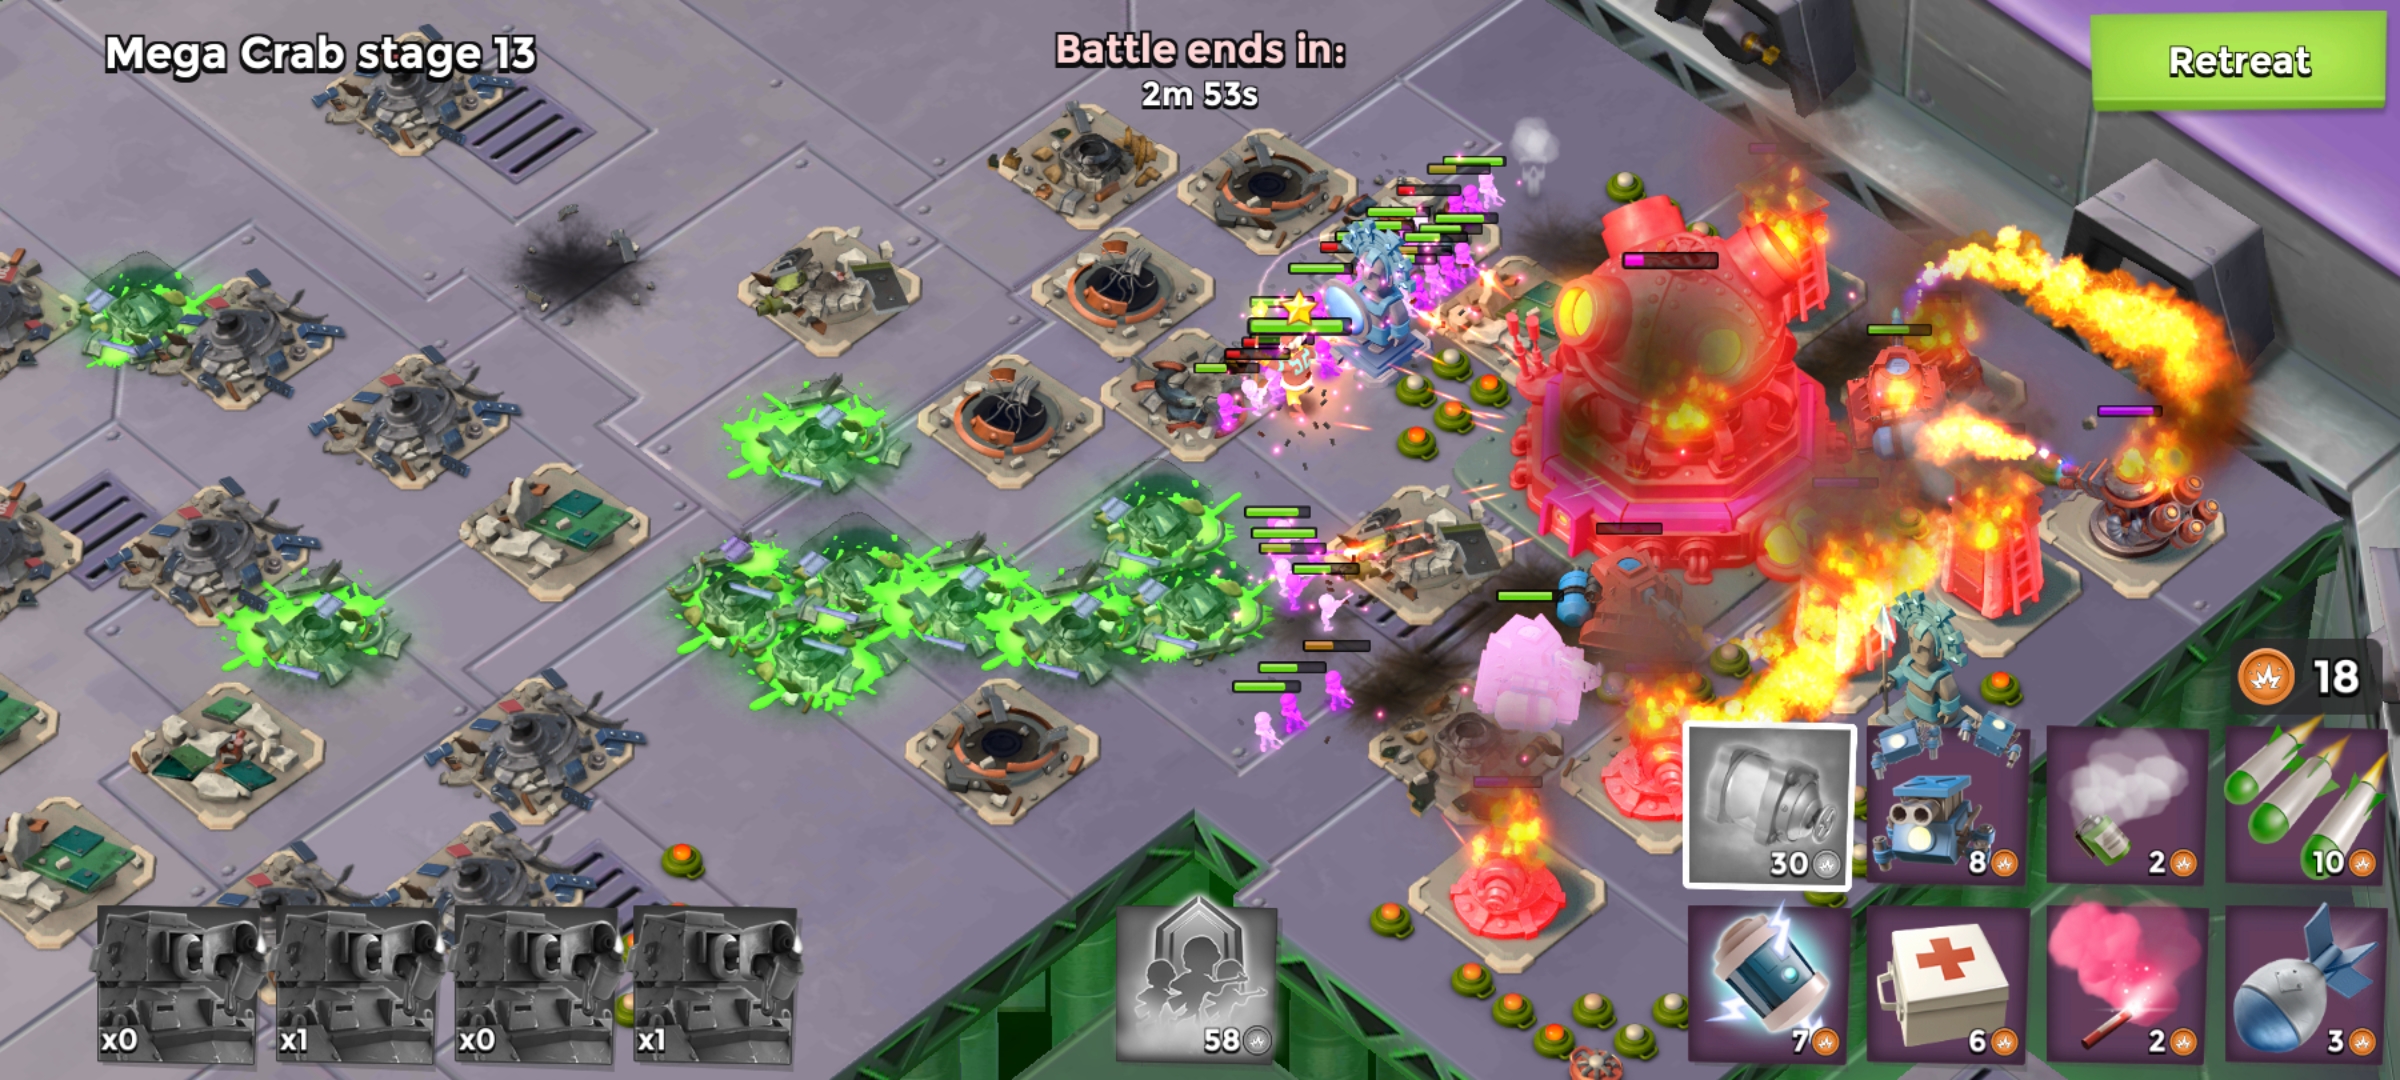 Mega Crab stage 13
Battle ends in:
2m 53s
Retreat
18
30
8
2
10
x0
x1
x0
x1
58
7
6
2
3